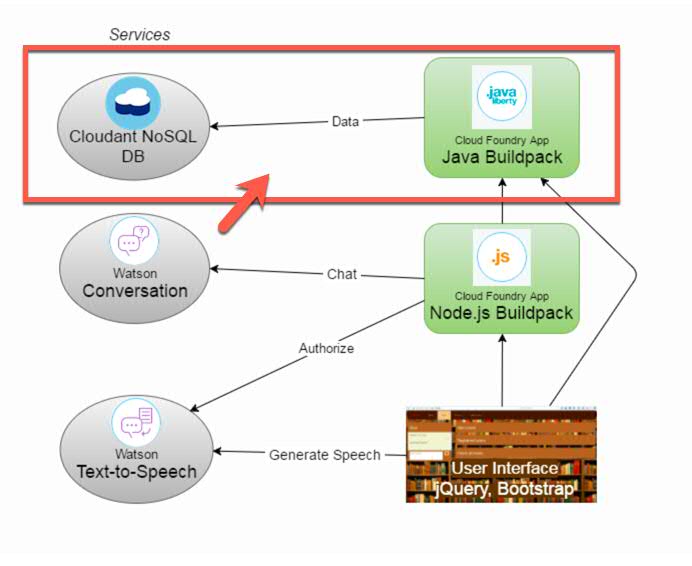 Services
Cloudant NoSQL
DB
Data
.java
liberty
Cloud Foundry App
Java Buildpack
Watson
Conversation
Chat
.js
Cloud Foundry App
Node.js Buildpack
Authorize
Watson
Text-to-Speech
Generate Speech
User Interface
jQuery, Bootstrap